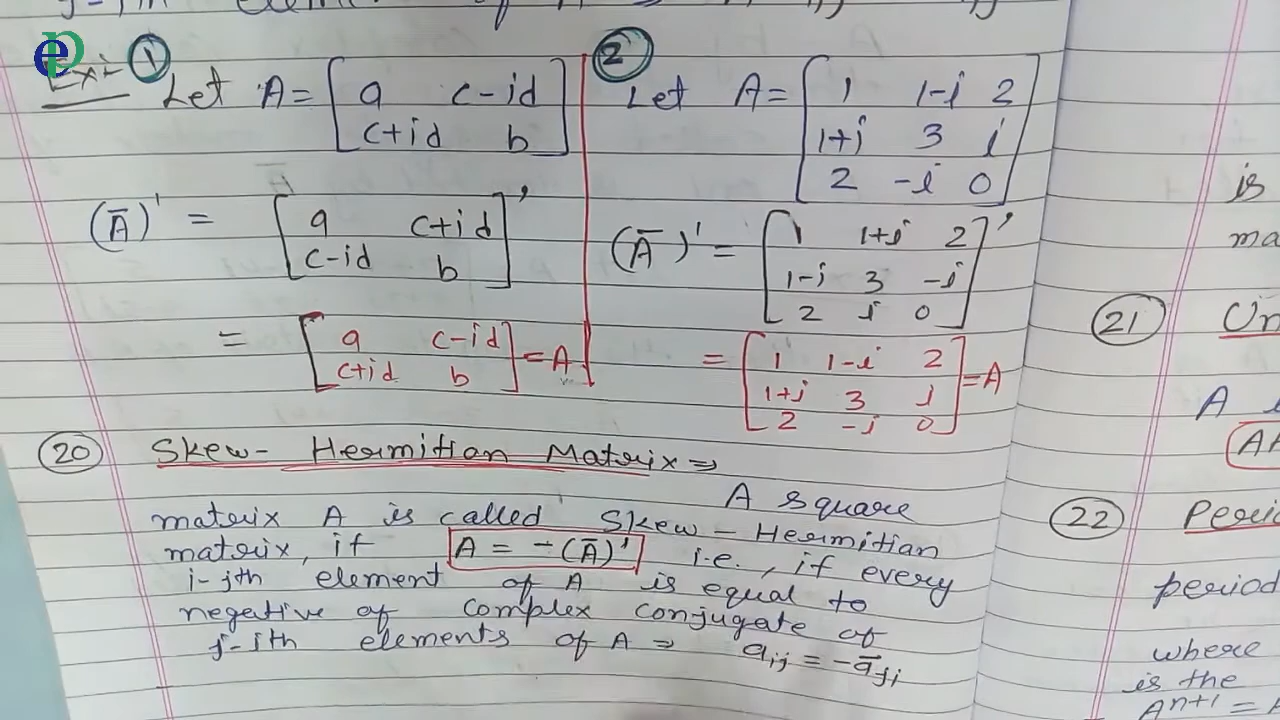 Ex:- ① Let A = [ a c-id
c+id b ]
(Ā)' = [ a c+id
c-id b ]'
= [ a c-id
c+id b ] = A
② Let A = [ 1 1-i 2
1+i 3 i
2 -i 0 ]
(Ā)' = [ 1 1+i 2
1-i 3 -i
2 i 0 ]'
= [ 1 1-i 2
1+i 3 i
2 -i 0 ] = A
⑳ Skew-Hermitian Matrix ⇒
A square
matrix A is called Skew-Hermitian
matrix, if A = -(Ā)' i.e., if every
i-jth element of A is equal to
negative of complex conjugate of
j-ith elements of A ⇒ aij = -āji
is
㉑
A
㉒
period
where
is the
Aⁿ⁺¹ =